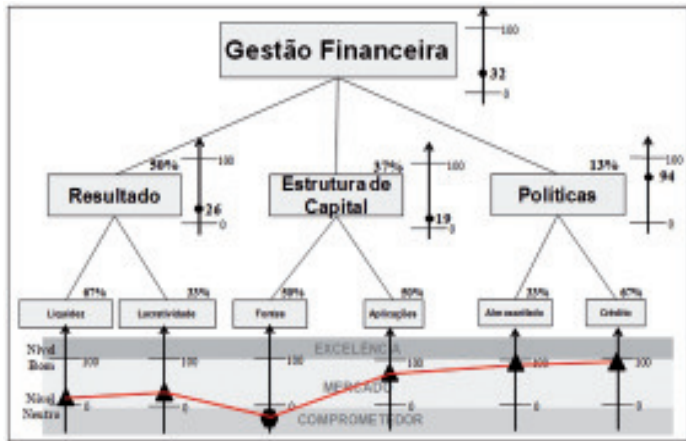 100
Gestão Financeira
32
0
50%
100
37%
100
13%
100
Resultado
26
0
Estrutura de
Capital
19
0
Políticas
94
0
67%
33%
50%
50%
33%
67%
Liquidez
Lucratividade
Fontes
Aplicações
Almoxarifado
Crédito
EXCELÊNCIA
Nível
Bom
100
100
100
100
100
100
MERCADO
Nível
Neutro
0
0
0
0
0
0
COMPROMETEDOR